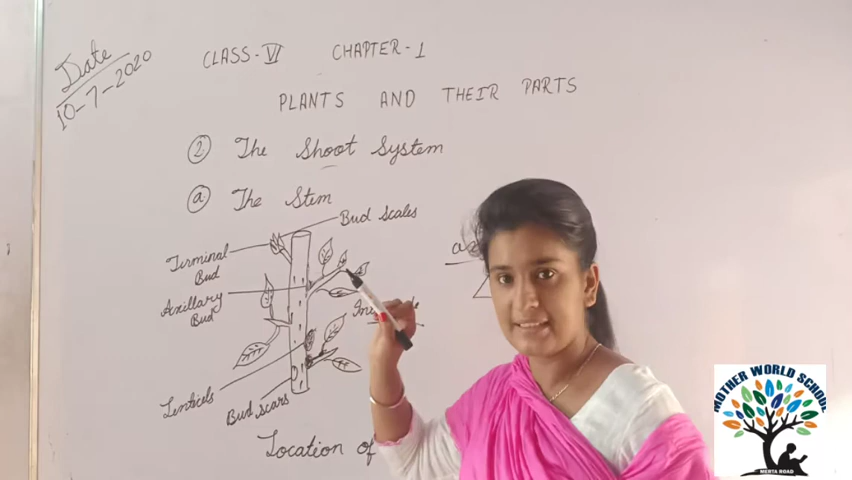 Date
10-7-2020
CLASS-VI CHAPTER-1
PLANTS AND THEIR PARTS
2 The Shoot System
a The Stem
Bud Scales
Terminal
Bud
Axillary
Bud
Lenticels
Bud scars
Location of
MOTHER WORLD SCHOOL
MERTA ROAD